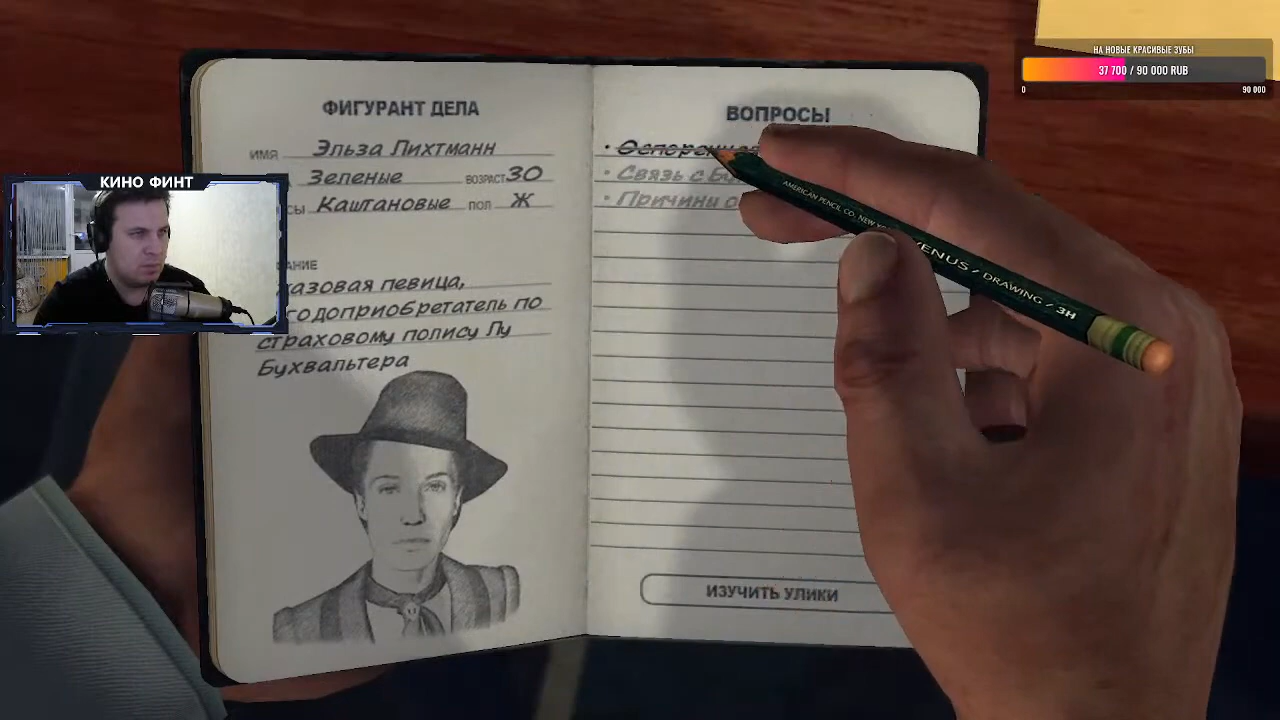 НА НОВЫЕ КРАСИВЫЕ ЗУБЫ
37 700 / 90 000 RUB
0 90 000
КИНО ФИНТ
ФИГУРАНТ ДЕЛА
ИМЯ Эльза Лихтманн
Зеленые ВОЗРАСТ 30
Каштановые ПОЛ Ж
певица,
по
страховому полису Лу
Бухвальтера
ВОПРОСЫ
• Связь с
• Причины
ИЗУЧИТЬ УЛИКИ
AMERICAN PENCIL CO. NEW
VENUS / DRAWING / 3H